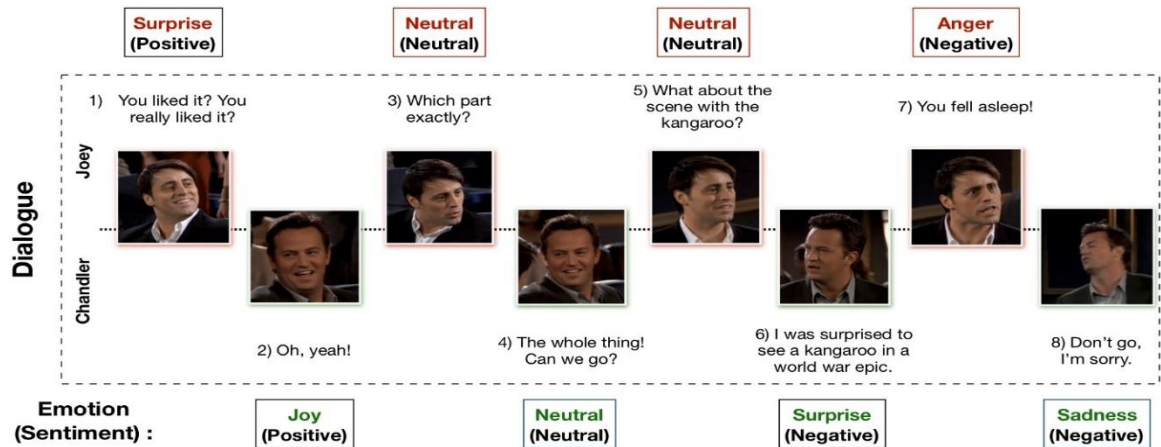 Surprise
(Positive)
Neutral
(Neutral)
Neutral
(Neutral)
Anger
(Negative)
Dialogue
Joey
Chandler
1) You liked it? You
really liked it?
2) Oh, yeah!
3) Which part
exactly?
4) The whole thing!
Can we go?
5) What about the
scene with the
kangaroo?
6) I was surprised to
see a kangaroo in a
world war epic.
7) You fell asleep!
8) Don't go,
I'm sorry.
Emotion
(Sentiment) :
Joy
(Positive)
Neutral
(Neutral)
Surprise
(Negative)
Sadness
(Negative)